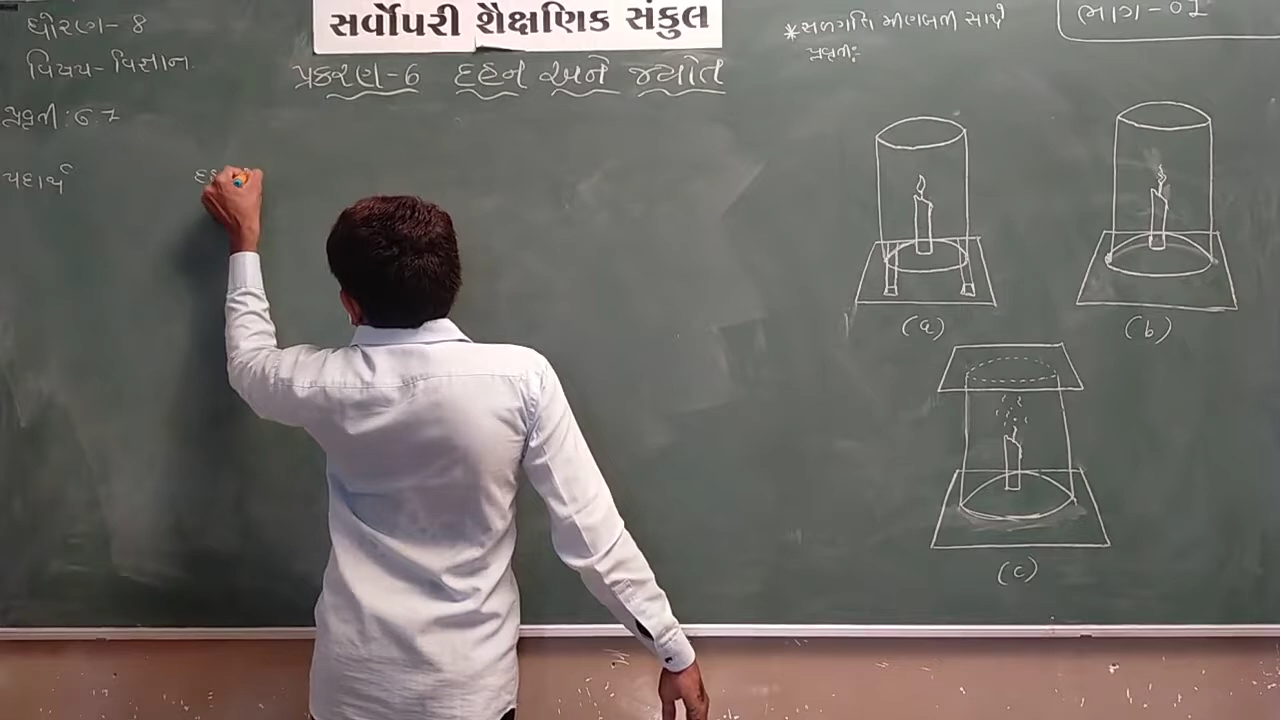 ધોરણ-8
વિષય- વિજ્ઞાન.
સર્વોપરી શૈક્ષણિક સંકુલ
પ્રકરણ-6 દહન અને જ્યોત
*સળગતિ મીણબત્તી સાથે
પ્રવૃત્તી:-
ભાગ-01
પ્રવૃત્તી: 6.7
પદાર્થ
(a)
(b)
(c)